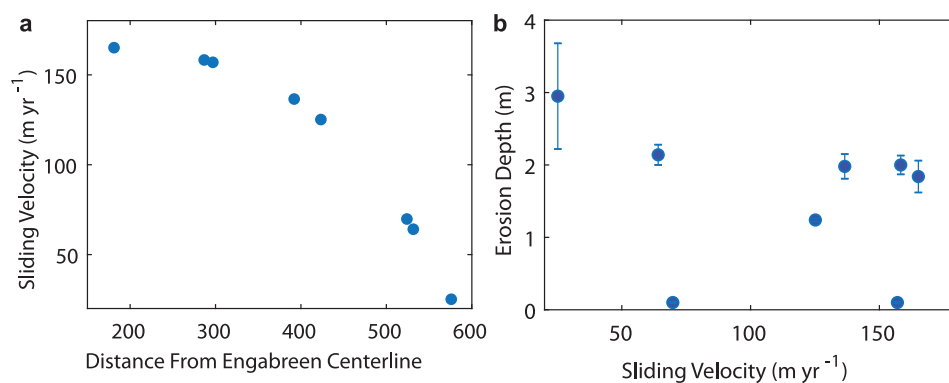 a
Sliding Velocity (m yr -1)
150
100
50
200 300 400 500 600
Distance From Engabreen Centerline
b
Erosion Depth (m)
4
3
2
1
0
50 100 150
Sliding Velocity (m yr -1)